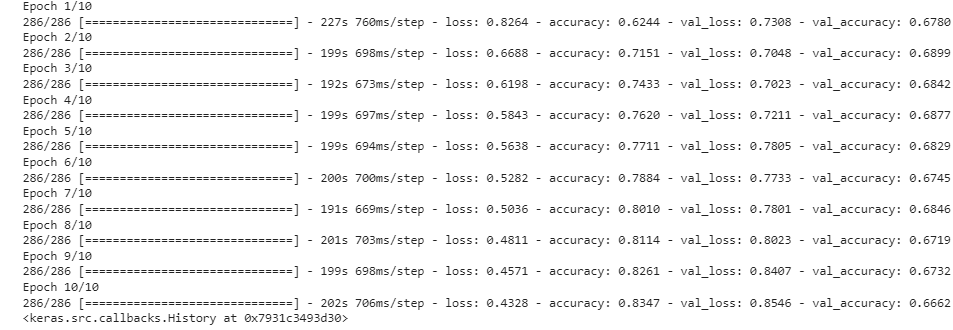 Epoch 1/10
286/286 [==============================] - 227s 760ms/step - loss: 0.8264 - accuracy: 0.6244 - val_loss: 0.7308 - val_accuracy: 0.6780
Epoch 2/10
286/286 [==============================] - 199s 698ms/step - loss: 0.6688 - accuracy: 0.7151 - val_loss: 0.7048 - val_accuracy: 0.6899
Epoch 3/10
286/286 [==============================] - 192s 673ms/step - loss: 0.6198 - accuracy: 0.7433 - val_loss: 0.7023 - val_accuracy: 0.6842
Epoch 4/10
286/286 [==============================] - 199s 697ms/step - loss: 0.5843 - accuracy: 0.7620 - val_loss: 0.7211 - val_accuracy: 0.6877
Epoch 5/10
286/286 [==============================] - 199s 694ms/step - loss: 0.5638 - accuracy: 0.7711 - val_loss: 0.7805 - val_accuracy: 0.6829
Epoch 6/10
286/286 [==============================] - 200s 700ms/step - loss: 0.5282 - accuracy: 0.7884 - val_loss: 0.7733 - val_accuracy: 0.6745
Epoch 7/10
286/286 [==============================] - 191s 669ms/step - loss: 0.5036 - accuracy: 0.8010 - val_loss: 0.7801 - val_accuracy: 0.6846
Epoch 8/10
286/286 [==============================] - 201s 703ms/step - loss: 0.4811 - accuracy: 0.8114 - val_loss: 0.8023 - val_accuracy: 0.6719
Epoch 9/10
286/286 [==============================] - 199s 698ms/step - loss: 0.4571 - accuracy: 0.8261 - val_loss: 0.8407 - val_accuracy: 0.6732
Epoch 10/10
286/286 [==============================] - 202s 706ms/step - loss: 0.4328 - accuracy: 0.8347 - val_loss: 0.8546 - val_accuracy: 0.6662
<keras.src.callbacks.History at 0x7931c3493d30>